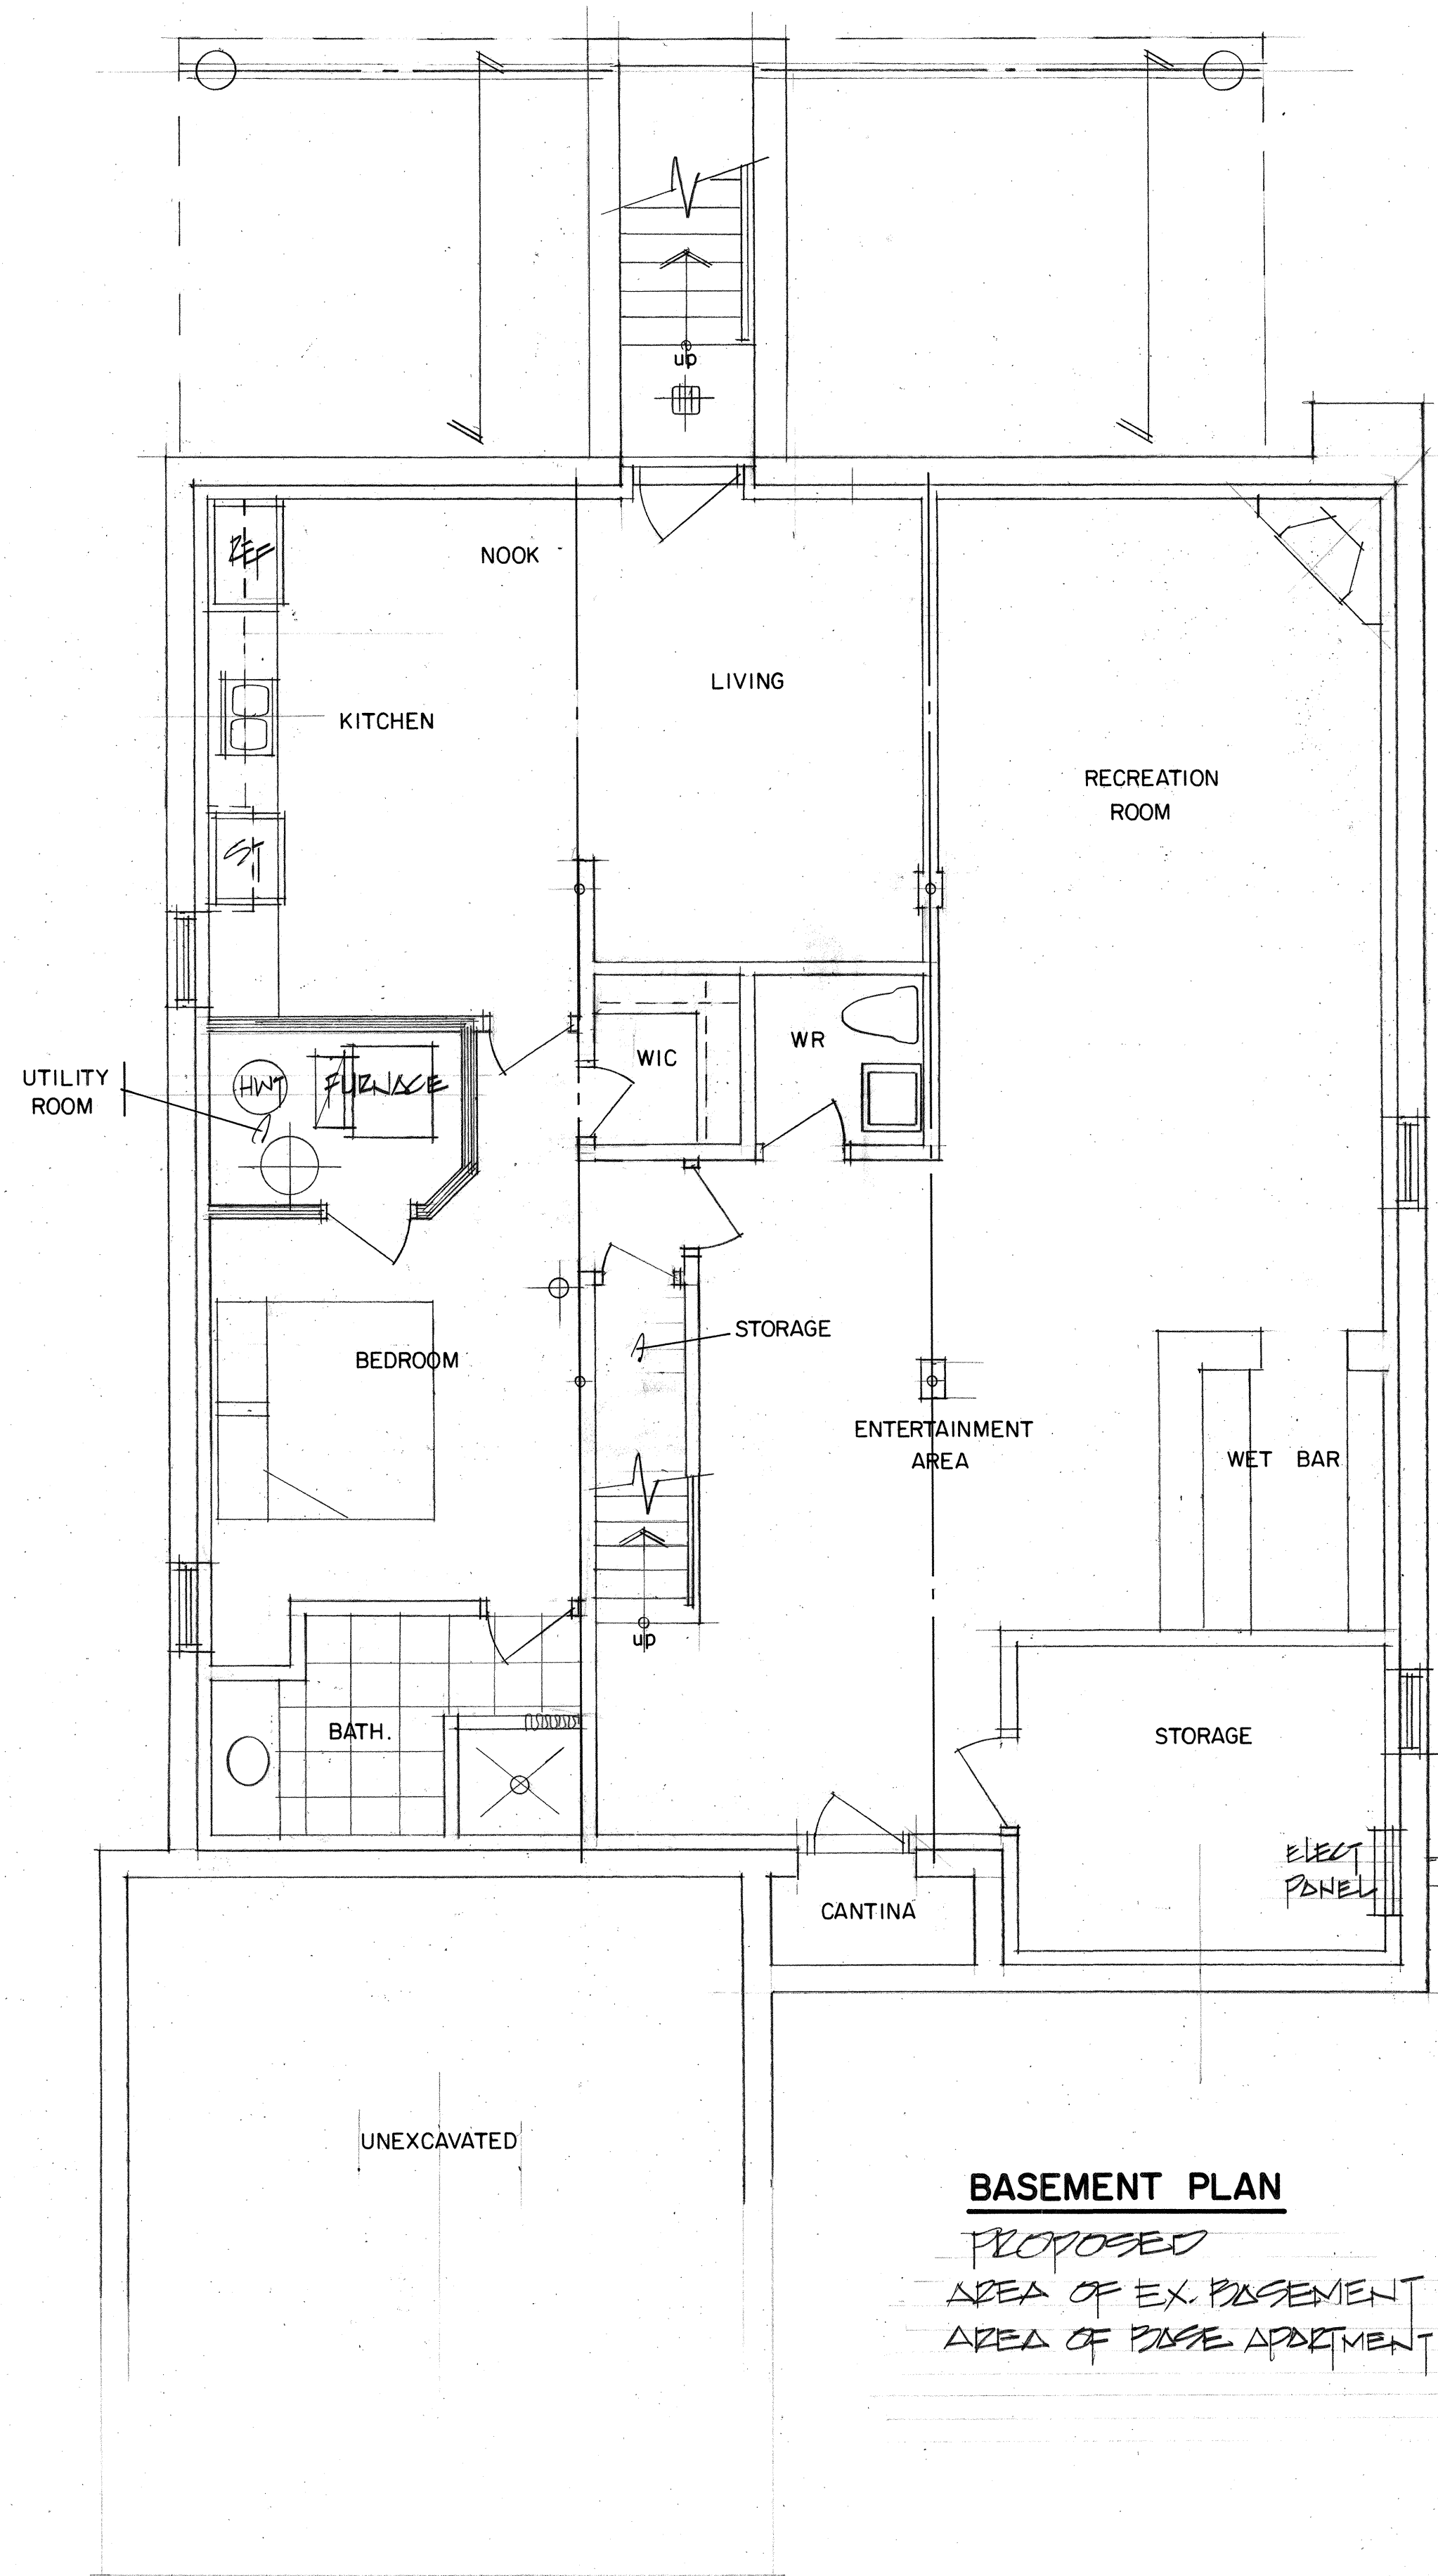 up
REF
NOOK
LIVING
KITCHEN
RECREATION
ROOM
ST
WR
WIC
UTILITY
ROOM
HWT
FURNACE
STORAGE
BEDROOM
ENTERTAINMENT
AREA
WET BAR
up
BATH.
STORAGE
ELECT
PANEL
CANTINA
UNEXCAVATED
BASEMENT PLAN
PROPOSED
AREA OF EX. BASEMENT
AREA OF BASE APARTMENT